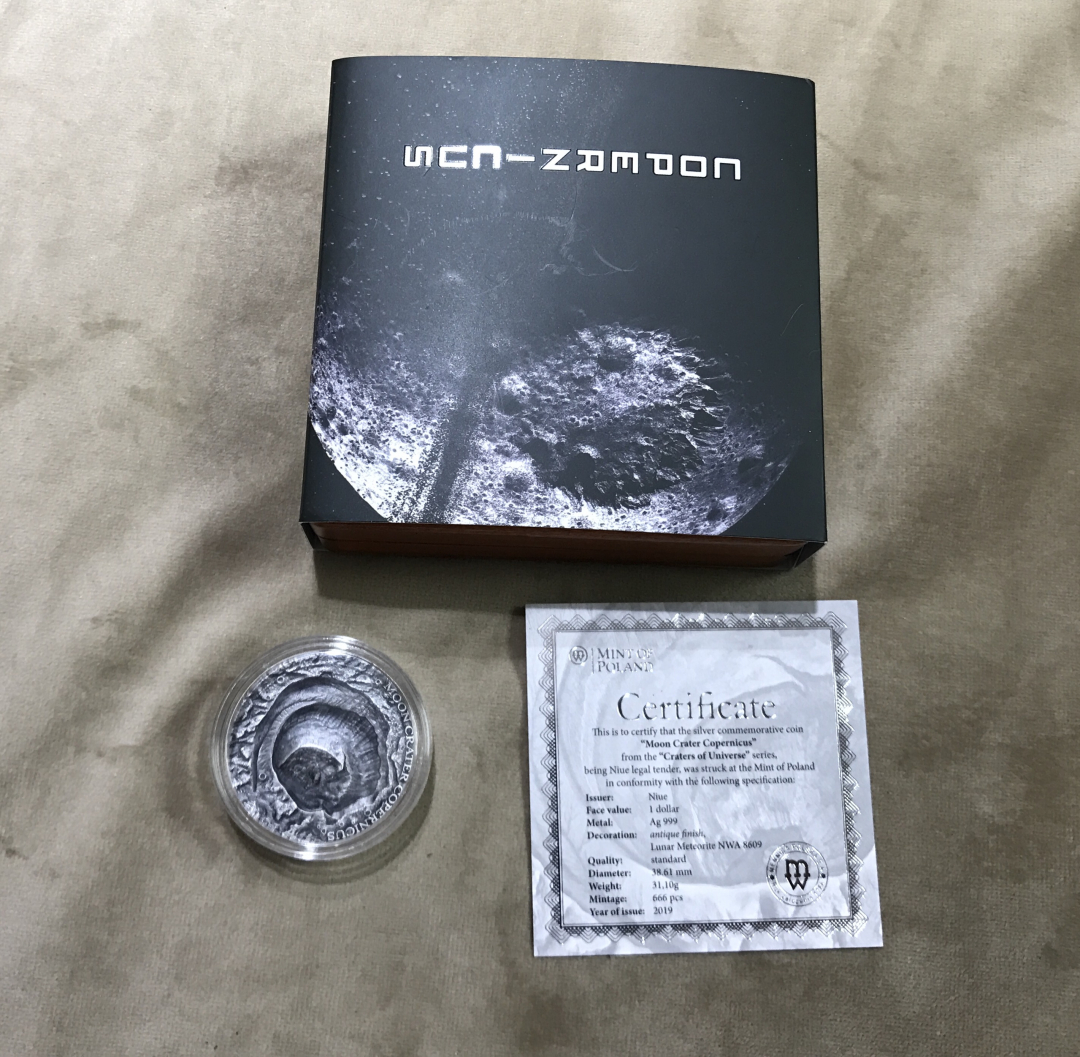 COPERNICUS
MOON CRATER COPERNICUS
MINT OF
POLAND
Certificate
This is to certify that the silver commemorative coin
"Moon Crater Copernicus"
from the "Craters of Universe" series,
being Niue legal tender, was struck at the Mint of Poland
in conformity with the following specification:
Issuer: Niue
Face value: 1 dollar
Metal: Ag 999
Decoration: antique finish,
Lunar Meteorite NWA 8609
Quality: standard
Diameter: 38.61 mm
Weight: 31,10g
Mintage: 666 pcs
Year of issue: 2019